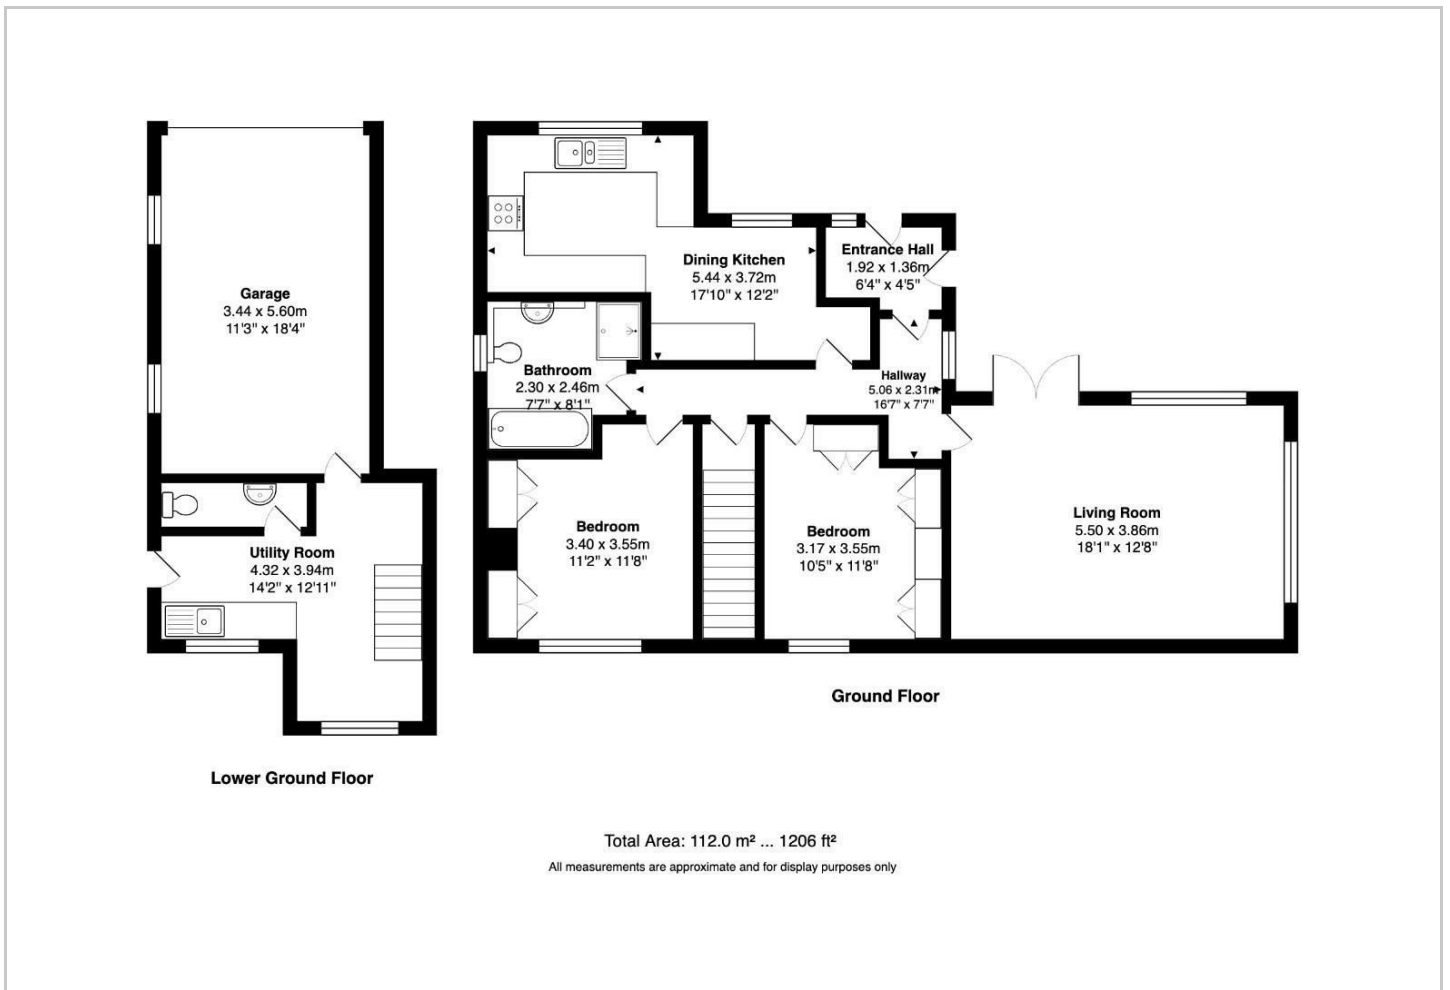 Garage
3.44 x 5.60m
11'3" x 18'4"
Utility Room
4.32 x 3.94m
14'2" x 12'11"
Lower Ground Floor
Dining Kitchen
5.44 x 3.72m
17'10" x 12'2"
Entrance Hall
1.92 x 1.36m
6'4" x 4'5"
Bathroom
2.30 x 2.46m
7'7" x 8'1"
Hallway
5.06 x 2.31m
16'7" x 7'7"
Bedroom
3.40 x 3.55m
11'2" x 11'8"
Bedroom
3.17 x 3.55m
10'5" x 11'8"
Living Room
5.50 x 3.86m
18'1" x 12'8"
Ground Floor
Total Area: 112.0 m² ... 1206 ft²
All measurements are approximate and for display purposes only